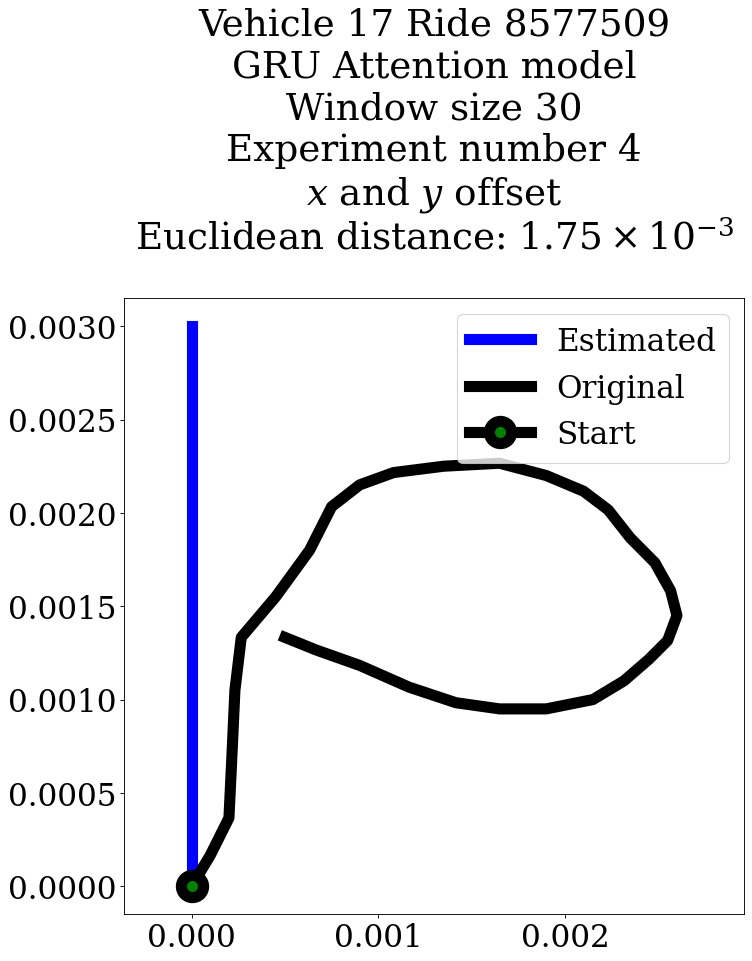 Vehicle 17 Ride 8577509
GRU Attention model
Window size 30
Experiment number 4
x and y offset
Euclidean distance: 1.75 × 10⁻³
Estimated
Original
Start
0.0030
0.0025
0.0020
0.0015
0.0010
0.0005
0.0000
0.000 0.001 0.002